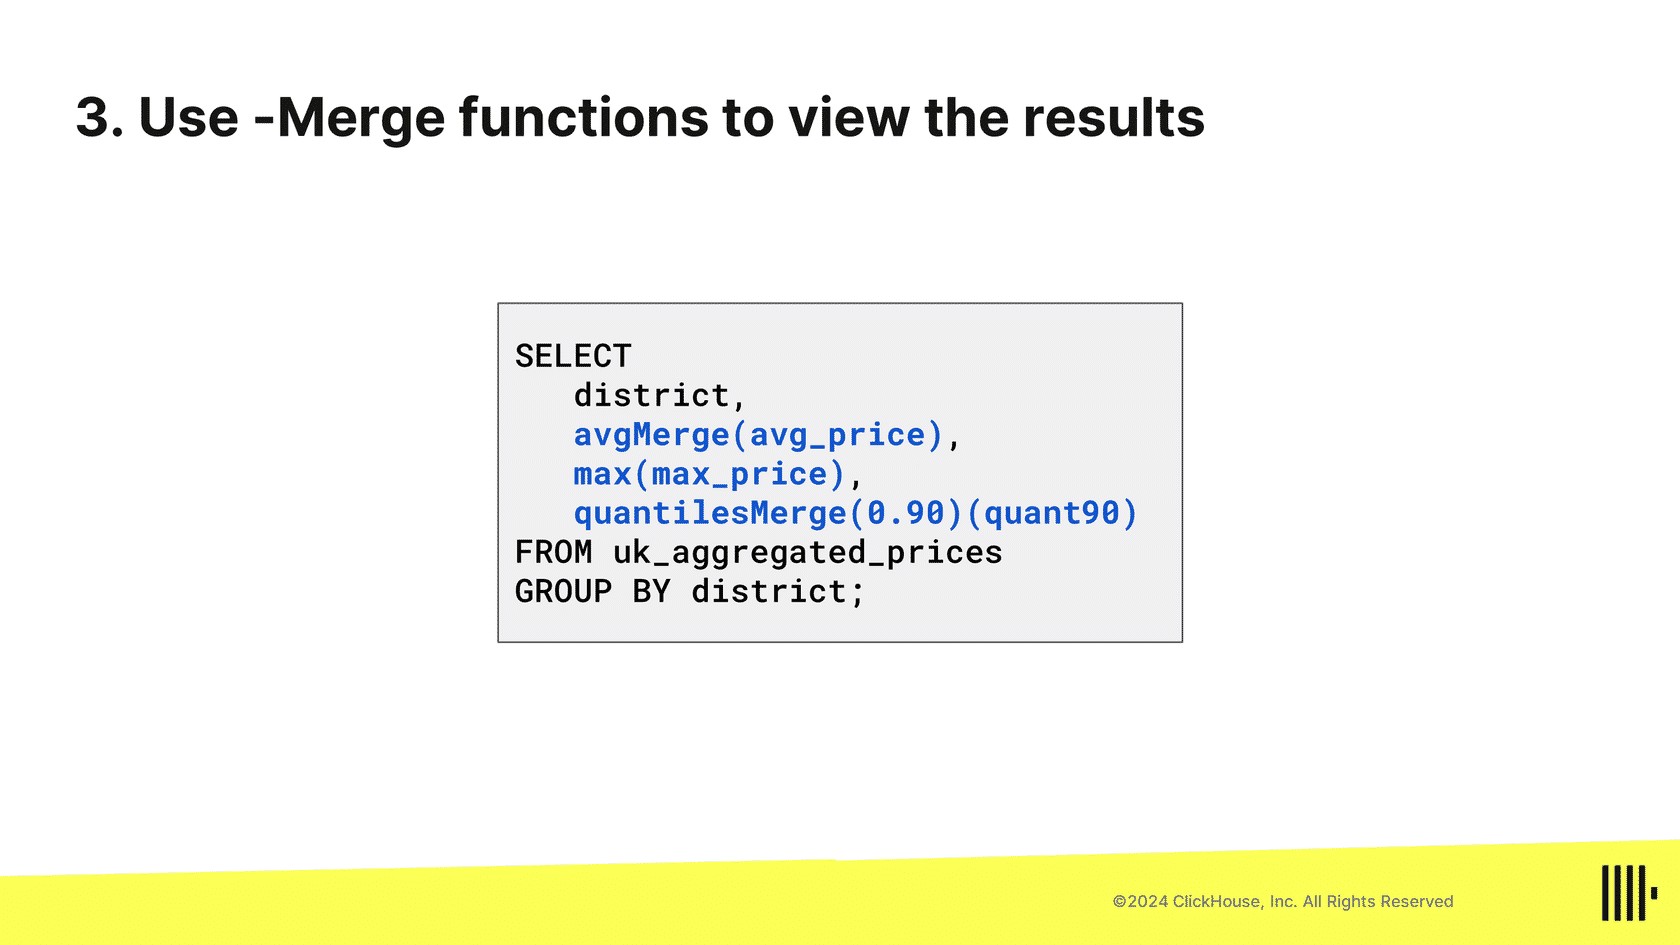 3. Use -Merge functions to view the results
SELECT
district,
avgMerge(avg_price),
max(max_price),
quantilesMerge(0.90)(quant90)
FROM uk_aggregated_prices
GROUP BY district;
©2024 ClickHouse, Inc. All Rights Reserved